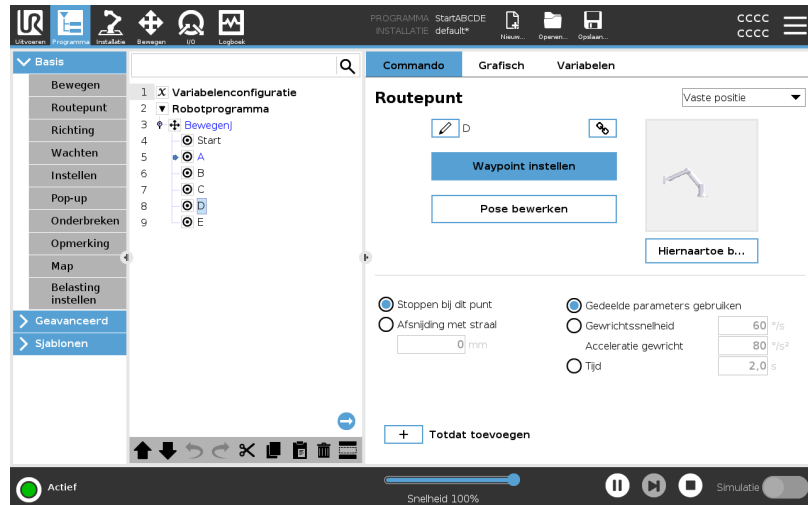 UR
PROGRAMMA StartABCDE
INSTALLATIE default*
CCCC
CCCC
Uitvoeren Programma Installatie Bewegen I/O Logboek Nieuw... Openen... Opslaan...
Basis
Bewegen
Routepunt
Richting
Wachten
Instellen
Pop-up
Onderbreken
Opmerking
Map
Belasting
instellen
Geavanceerd
Sjablonen
1 X Variabelenconfiguratie
2 Robotprogramma
3 BewegenJ
4 Start
5 A
6 B
7 C
8 D
9 E
Commando Grafisch Variabelen
Routepunt
Vaste positie
D
Waypoint instellen
Pose bewerken
Hiernaartoe b...
Stoppen bij dit punt
Afsnijding met straal
0 mm
Gedeelde parameters gebruiken
Gewrichtssnelheid 60 °/s
Acceleratie gewricht 80 °/s²
Tijd 2,0 s
+ Totdat toevoegen
Actief
Snelheid 100%
Simulatie